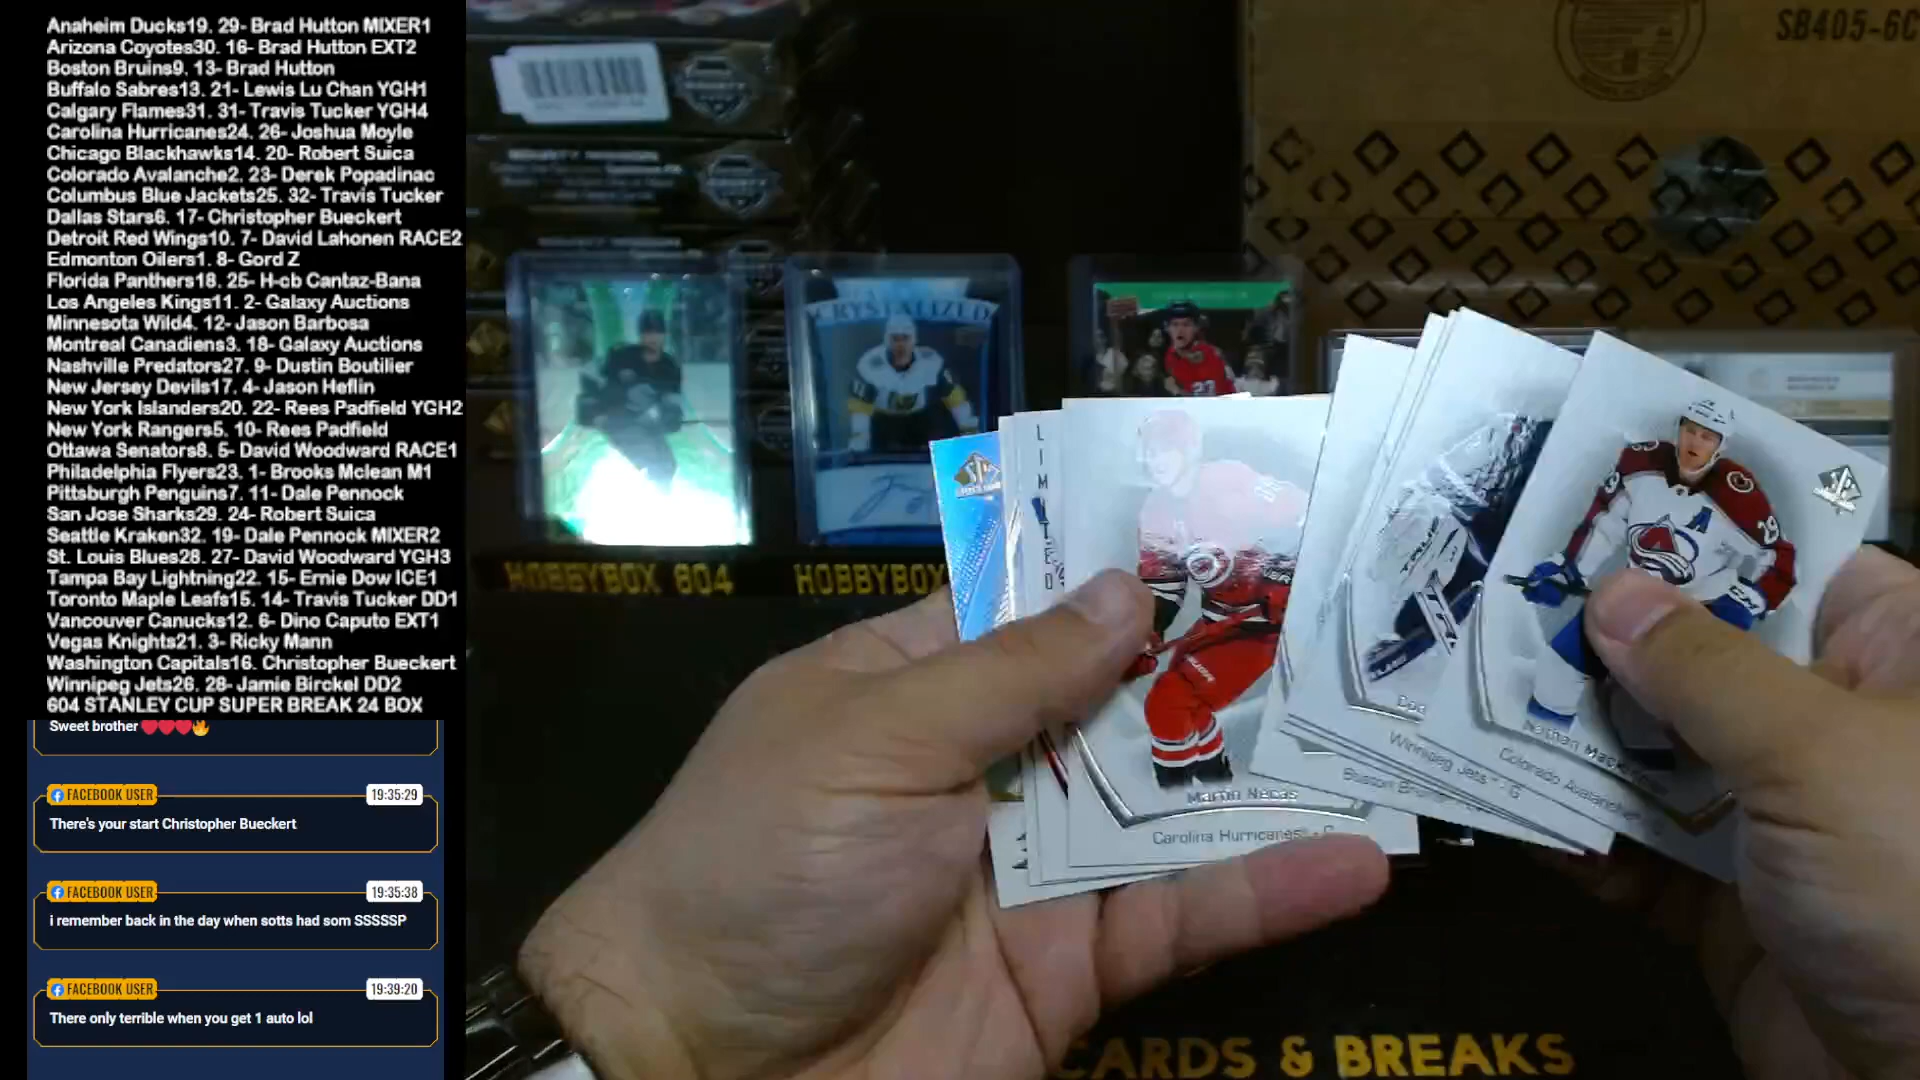 Anaheim Ducks19. 29- Brad Hutton MIXER1
Arizona Coyotes30. 16- Brad Hutton EXT2
Boston Bruins9. 13- Brad Hutton
Buffalo Sabres13. 21- Lewis Lu Chan YGH1
Calgary Flames31. 31- Travis Tucker YGH4
Carolina Hurricanes24. 26- Joshua Moyle
Chicago Blackhawks14. 20- Robert Suica
Colorado Avalanche2. 23- Derek Popadinac
Columbus Blue Jackets25. 32- Travis Tucker
Dallas Stars6. 17- Christopher Bueckert
Detroit Red Wings10. 7- David Lahonen RACE2
Edmonton Oilers1. 8- Gord Z
Florida Panthers18. 25- H-cb Cantaz-Bana
Los Angeles Kings11. 2- Galaxy Auctions
Minnesota Wild4. 12- Jason Barbosa
Montreal Canadiens3. 18- Galaxy Auctions
Nashville Predators27. 9- Dustin Boutilier
New Jersey Devils17. 4- Jason Heflin
New York Islanders20. 22- Rees Padfield YGH2
New York Rangers5. 10- Rees Padfield
Ottawa Senators8. 5- David Woodward RACE1
Philadelphia Flyers23. 1- Brooks Mclean M1
Pittsburgh Penguins7. 11- Dale Pennock
San Jose Sharks29. 24- Robert Suica
Seattle Kraken32. 19- Dale Pennock MIXER2
St. Louis Blues28. 27- David Woodward YGH3
Tampa Bay Lightning22. 15- Ernie Dow ICE1
Toronto Maple Leafs15. 14- Travis Tucker DD1
Vancouver Canucks12. 6- Dino Caputo EXT1
Vegas Knights21. 3- Ricky Mann
Washington Capitals16. Christopher Bueckert
Winnipeg Jets26. 28- Jamie Birckel DD2
604 STANLEY CUP SUPER BREAK 24 BOX
Sweet brother ❤️❤️❤️🔥
FACEBOOK USER 19:35:29
There's your start Christopher Bueckert
FACEBOOK USER 19:35:38
i remember back in the day when sotts had som SSSSSP
FACEBOOK USER 19:39:20
There only terrible when you get 1 auto lol
SB405-6C
CRYSTALIZED
HOBBYBOX 604
HOBBYBOX
LIMITED
Martin Necas
Carolina Hurricanes - C
Winnipeg Jets - G
Boston
Nathan
Colorado Avalanche
CARDS & BREAKS